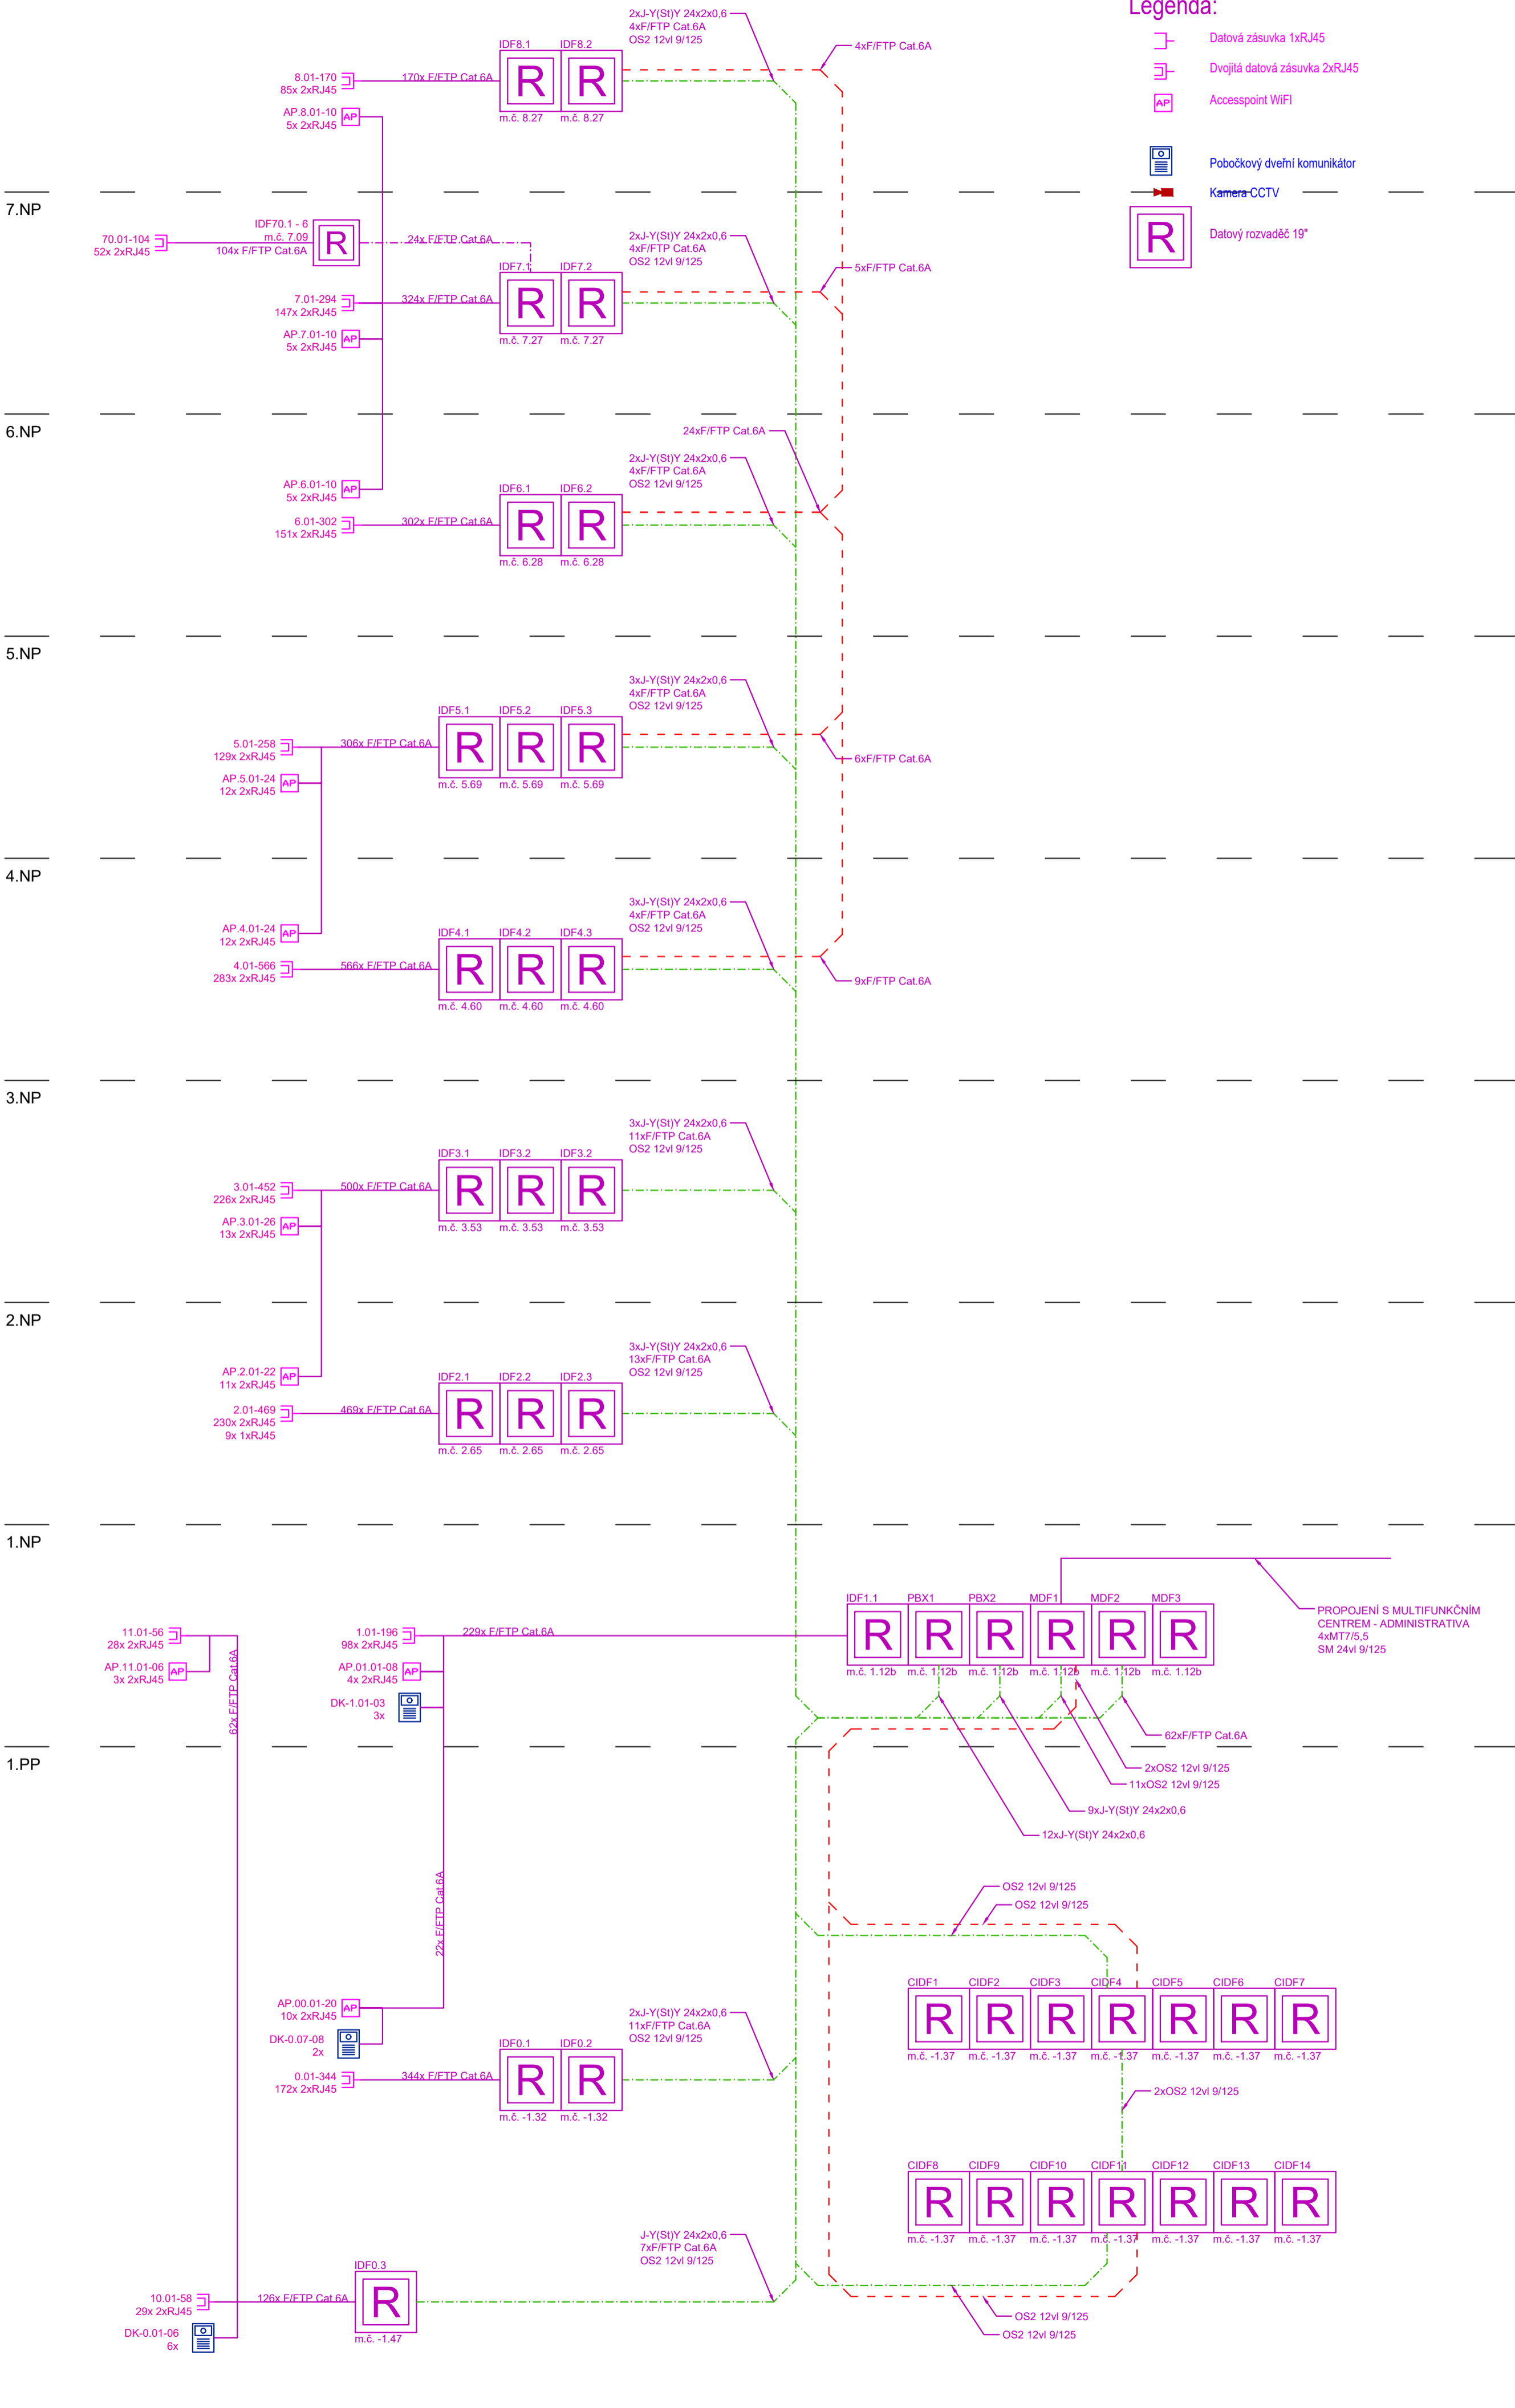 Legenda:
Datová zásuvka 1xRJ45
Dvojitá datová zásuvka 2xRJ45
AP
Accesspoint WiFI
Pobočkový dveřní komunikátor
Kamera CCTV
R
Datový rozvaděč 19"
2xJ-Y(St)Y 24x2x0,6
4xF/FTP Cat.6A
OS2 12vl 9/125
4xF/FTP Cat.6A
IDF8.1
IDF8.2
8.01-170
85x 2xRJ45
170x F/FTP Cat.6A
R
R
AP.8.01-10
5x 2xRJ45
AP
m.č. 8.27
m.č. 8.27
7.NP
IDF70.1 - 6
m.č. 7.09
70.01-104
52x 2xRJ45
104x F/FTP Cat.6A
R
24x F/FTP Cat.6A
2xJ-Y(St)Y 24x2x0,6
4xF/FTP Cat.6A
OS2 12vl 9/125
5xF/FTP Cat.6A
IDF7.1
IDF7.2
7.01-294
147x 2xRJ45
324x F/FTP Cat.6A
R
R
AP.7.01-10
5x 2xRJ45
AP
m.č. 7.27
m.č. 7.27
6.NP
24xF/FTP Cat.6A
2xJ-Y(St)Y 24x2x0,6
4xF/FTP Cat.6A
OS2 12vl 9/125
AP.6.01-10
5x 2xRJ45
AP
IDF6.1
IDF6.2
6.01-302
151x 2xRJ45
302x F/FTP Cat.6A
R
R
m.č. 6.28
m.č. 6.28
5.NP
3xJ-Y(St)Y 24x2x0,6
4xF/FTP Cat.6A
OS2 12vl 9/125
6xF/FTP Cat.6A
IDF5.1
IDF5.2
IDF5.3
5.01-258
129x 2xRJ45
306x F/FTP Cat.6A
R
R
R
AP.5.01-24
12x 2xRJ45
AP
m.č. 5.69
m.č. 5.69
m.č. 5.69
4.NP
3xJ-Y(St)Y 24x2x0,6
4xF/FTP Cat.6A
OS2 12vl 9/125
AP.4.01-24
12x 2xRJ45
AP
IDF4.1
IDF4.2
IDF4.3
4.01-566
283x 2xRJ45
566x F/FTP Cat.6A
R
R
R
9xF/FTP Cat.6A
m.č. 4.60
m.č. 4.60
m.č. 4.60
3.NP
3xJ-Y(St)Y 24x2x0,6
11xF/FTP Cat.6A
OS2 12vl 9/125
IDF3.1
IDF3.2
IDF3.2
3.01-452
226x 2xRJ45
500x F/FTP Cat.6A
R
R
R
AP.3.01-26
13x 2xRJ45
AP
m.č. 3.53
m.č. 3.53
m.č. 3.53
2.NP
3xJ-Y(St)Y 24x2x0,6
13xF/FTP Cat.6A
OS2 12vl 9/125
AP.2.01-22
11x 2xRJ45
AP
IDF2.1
IDF2.2
IDF2.3
2.01-469
230x 2xRJ45
9x 1xRJ45
469x F/FTP Cat.6A
R
R
R
m.č. 2.65
m.č. 2.65
m.č. 2.65
1.NP
IDF1.1
PBX1
PBX2
MDF1
MDF2
MDF3
PROPOJENÍ S MULTIFUNKČNÍM
CENTREM - ADMINISTRATIVA
4xMT7/5,5
SM 24vl 9/125
R
R
R
R
R
R
m.č. 1.12b
m.č. 1.12b
m.č. 1.12b
m.č. 1.12b
m.č. 1.12b
m.č. 1.12b
11.01-56
28x 2xRJ45
AP.11.01-06
3x 2xRJ45
AP
62x F/FTP Cat.6A
1.01-196
98x 2xRJ45
229x F/FTP Cat.6A
AP.01.01-08
4x 2xRJ45
AP
DK-1.01-03
3x
62xF/FTP Cat.6A
1.PP
2xOS2 12vl 9/125
11xOS2 12vl 9/125
9xJ-Y(St)Y 24x2x0,6
12xJ-Y(St)Y 24x2x0,6
22x F/FTP Cat.6A
OS2 12vl 9/125
OS2 12vl 9/125
CIDF1
CIDF2
CIDF3
CIDF4
CIDF5
CIDF6
CIDF7
R
R
R
R
R
R
R
m.č. -1.37
m.č. -1.37
m.č. -1.37
m.č. -1.37
m.č. -1.37
m.č. -1.37
m.č. -1.37
AP.00.01-20
10x 2xRJ45
AP
DK-0.07-08
2x
2xJ-Y(St)Y 24x2x0,6
11xF/FTP Cat.6A
OS2 12vl 9/125
IDF0.1
IDF0.2
0.01-344
172x 2xRJ45
344x F/FTP Cat.6A
R
R
m.č. -1.32
m.č. -1.32
2xOS2 12vl 9/125
CIDF8
CIDF9
CIDF10
CIDF11
CIDF12
CIDF13
CIDF14
R
R
R
R
R
R
R
m.č. -1.37
m.č. -1.37
m.č. -1.37
m.č. -1.37
m.č. -1.37
m.č. -1.37
m.č. -1.37
J-Y(St)Y 24x2x0,6
7xF/FTP Cat.6A
OS2 12vl 9/125
IDF0.3
10.01-58
29x 2xRJ45
126x F/FTP Cat.6A
R
DK-0.01-06
6x
m.č. -1.47
OS2 12vl 9/125
OS2 12vl 9/125